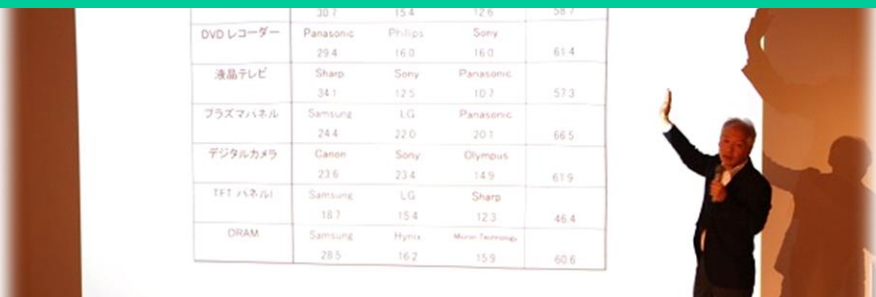 30.7 15.4 12.6 58.7
DVD レコーダー Panasonic Philips Sony
29.4 16.0 16.0 61.4
液晶テレビ Sharp Sony Panasonic
34.1 12.5 10.7 57.3
プラズマパネル Samsung LG Panasonic
24.4 22.0 20.1 66.5
デジタルカメラ Canon Sony Olympus
23.6 23.4 14.9 61.9
TFT パネル Samsung LG Sharp
18.7 15.4 12.3 46.4
DRAM Samsung Hynix Micron Technology
28.5 16.2 15.9 60.6